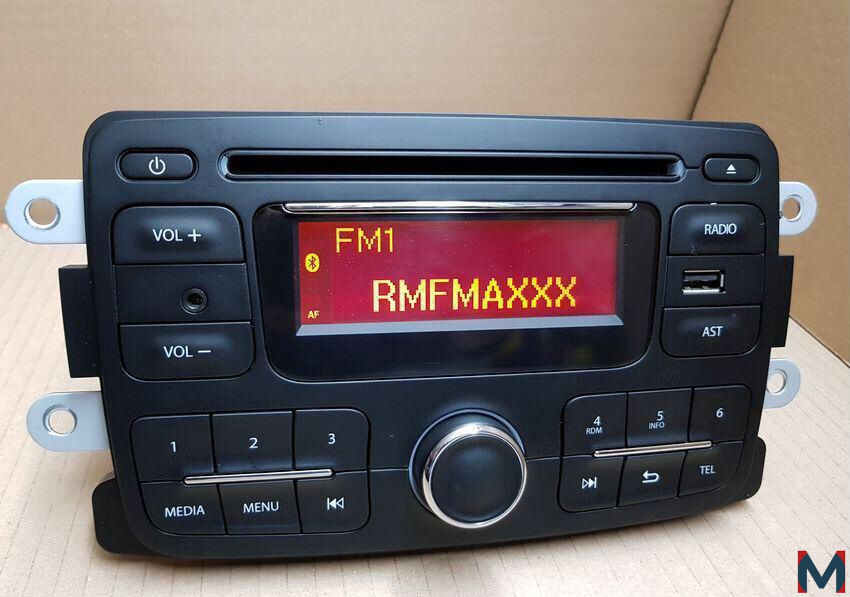 VOL +
VOL –
FM1
RMFMAXXX
AF
RADIO
AST
1
2
3
MEDIA
MENU
4
RDM
5
INFO
6
TEL
M